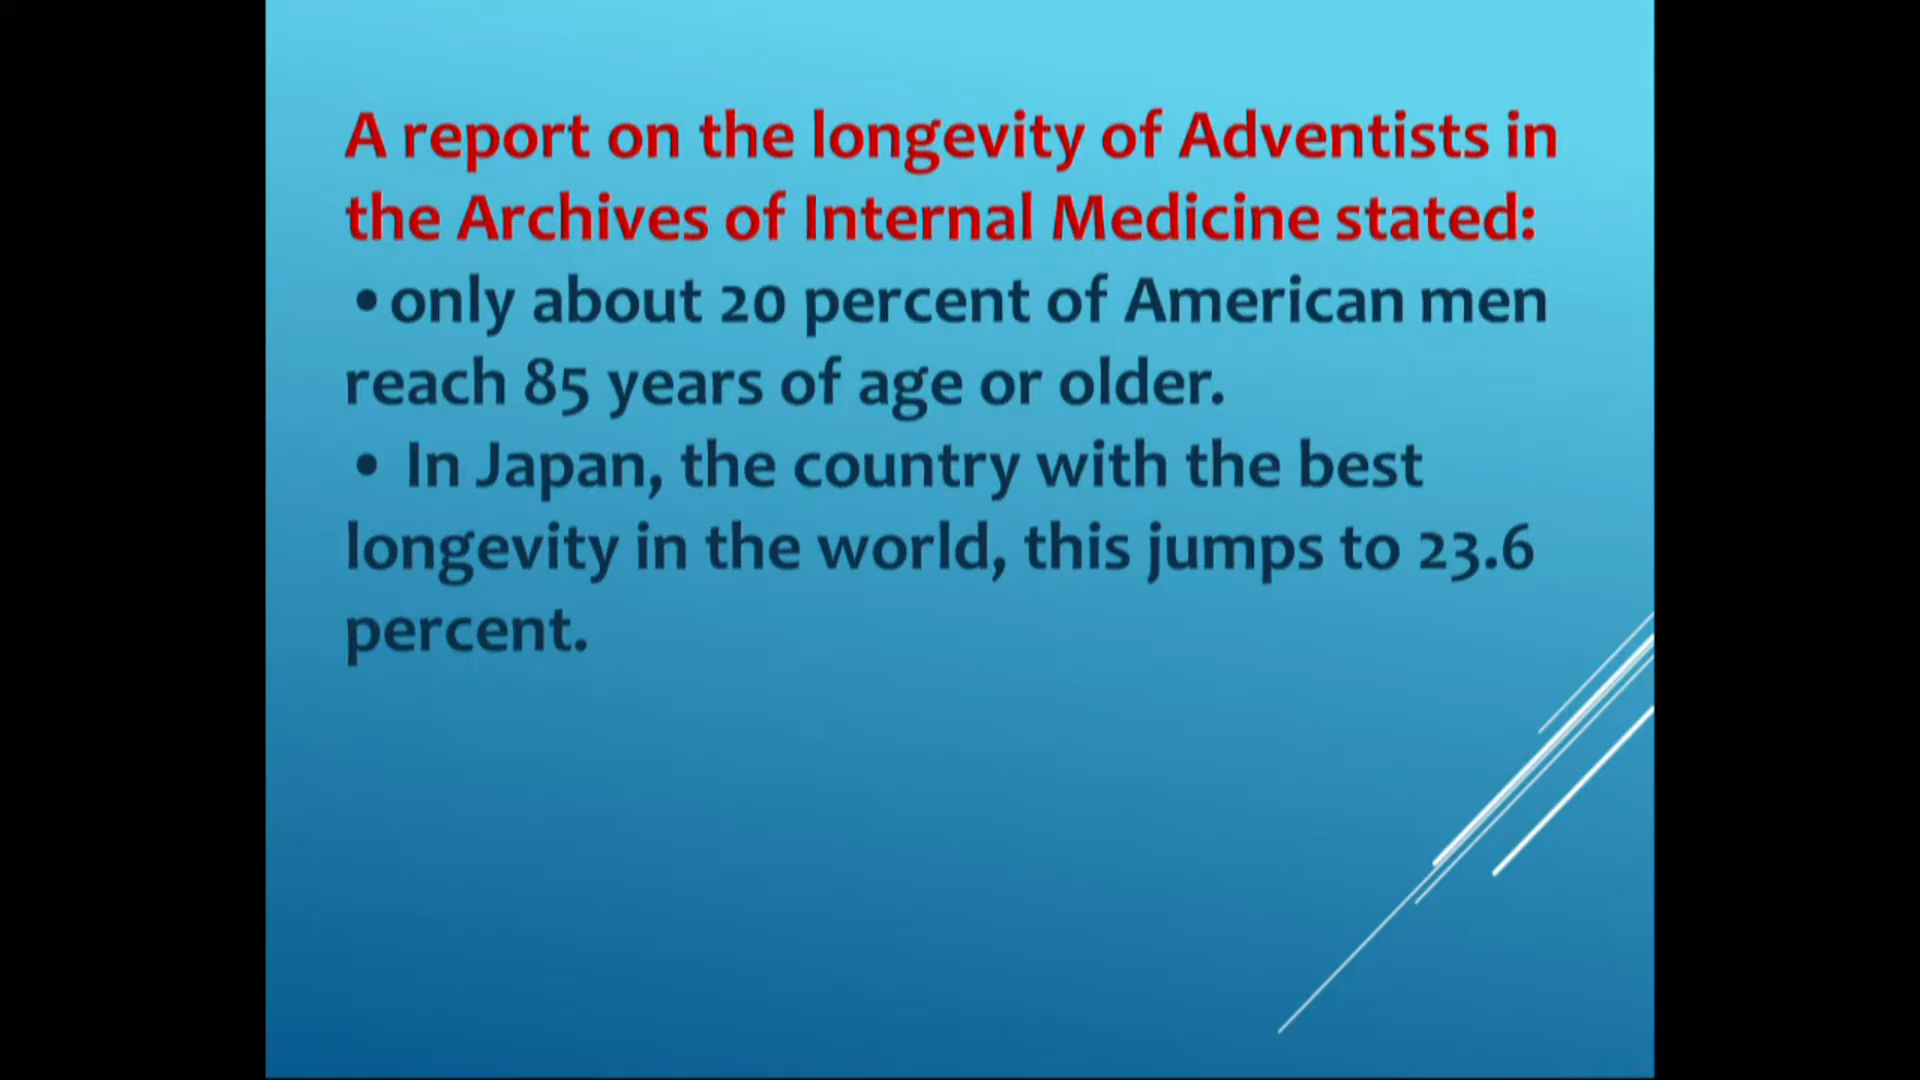 A report on the longevity of Adventists in
the Archives of Internal Medicine stated:
•only about 20 percent of American men
reach 85 years of age or older.
• In Japan, the country with the best
longevity in the world, this jumps to 23.6
percent.